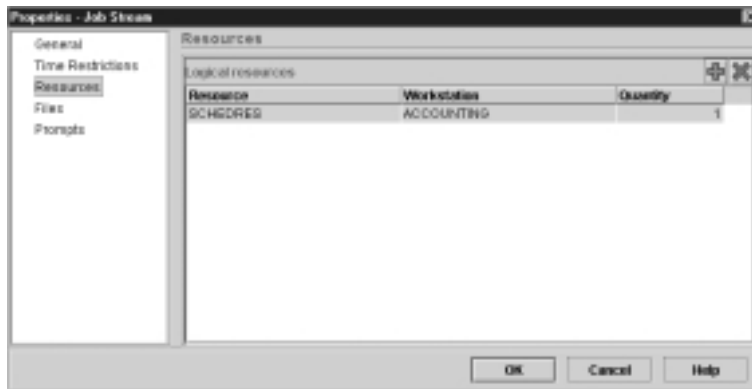 Properties - Job Stream
General
Time Restrictions
Resources
Files
Prompts
Resources
Logical resources
Resource Workstation Quantity
SCHEDRES ACCOUNTING 1
OK Cancel Help